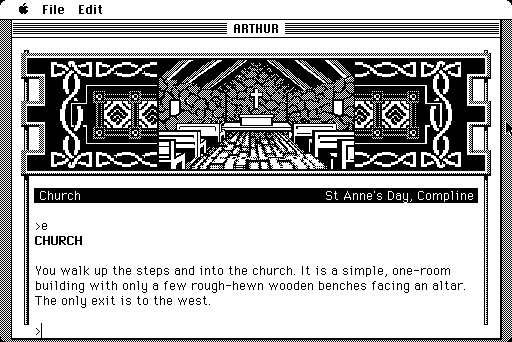 File Edit
ARTHUR
Church St Anne's Day, Compline
>e
CHURCH
You walk up the steps and into the church. It is a simple, one-room
building with only a few rough-hewn wooden benches facing an altar.
The only exit is to the west.
>